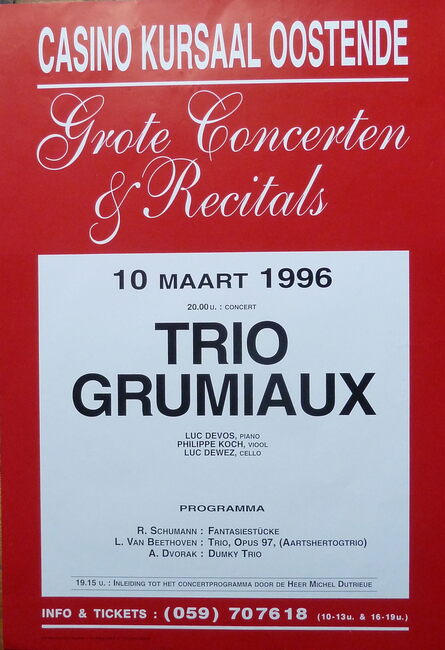 CASINO KURSAAL OOSTENDE
Grote Concerten
& Recitals
10 MAART 1996
20.00 U. : CONCERT
TRIO
GRUMIAUX
LUC DEVOS, PIANO
PHILIPPE KOCH, VIOOL
LUC DEWEZ, CELLO
PROGRAMMA
R. SCHUMANN : FANTASIESTÜCKE
L. VAN BEETHOVEN : TRIO, OPUS 97, (AARTSHERTOGTRIO)
A. DVORAK : DUMKY TRIO
19.15 U. : INLEIDING TOT HET CONCERTPROGRAMMA DOOR DE HEER MICHEL DUTRIEUE
INFO & TICKETS : (059) 707618 (10-13u. & 16-19u.)